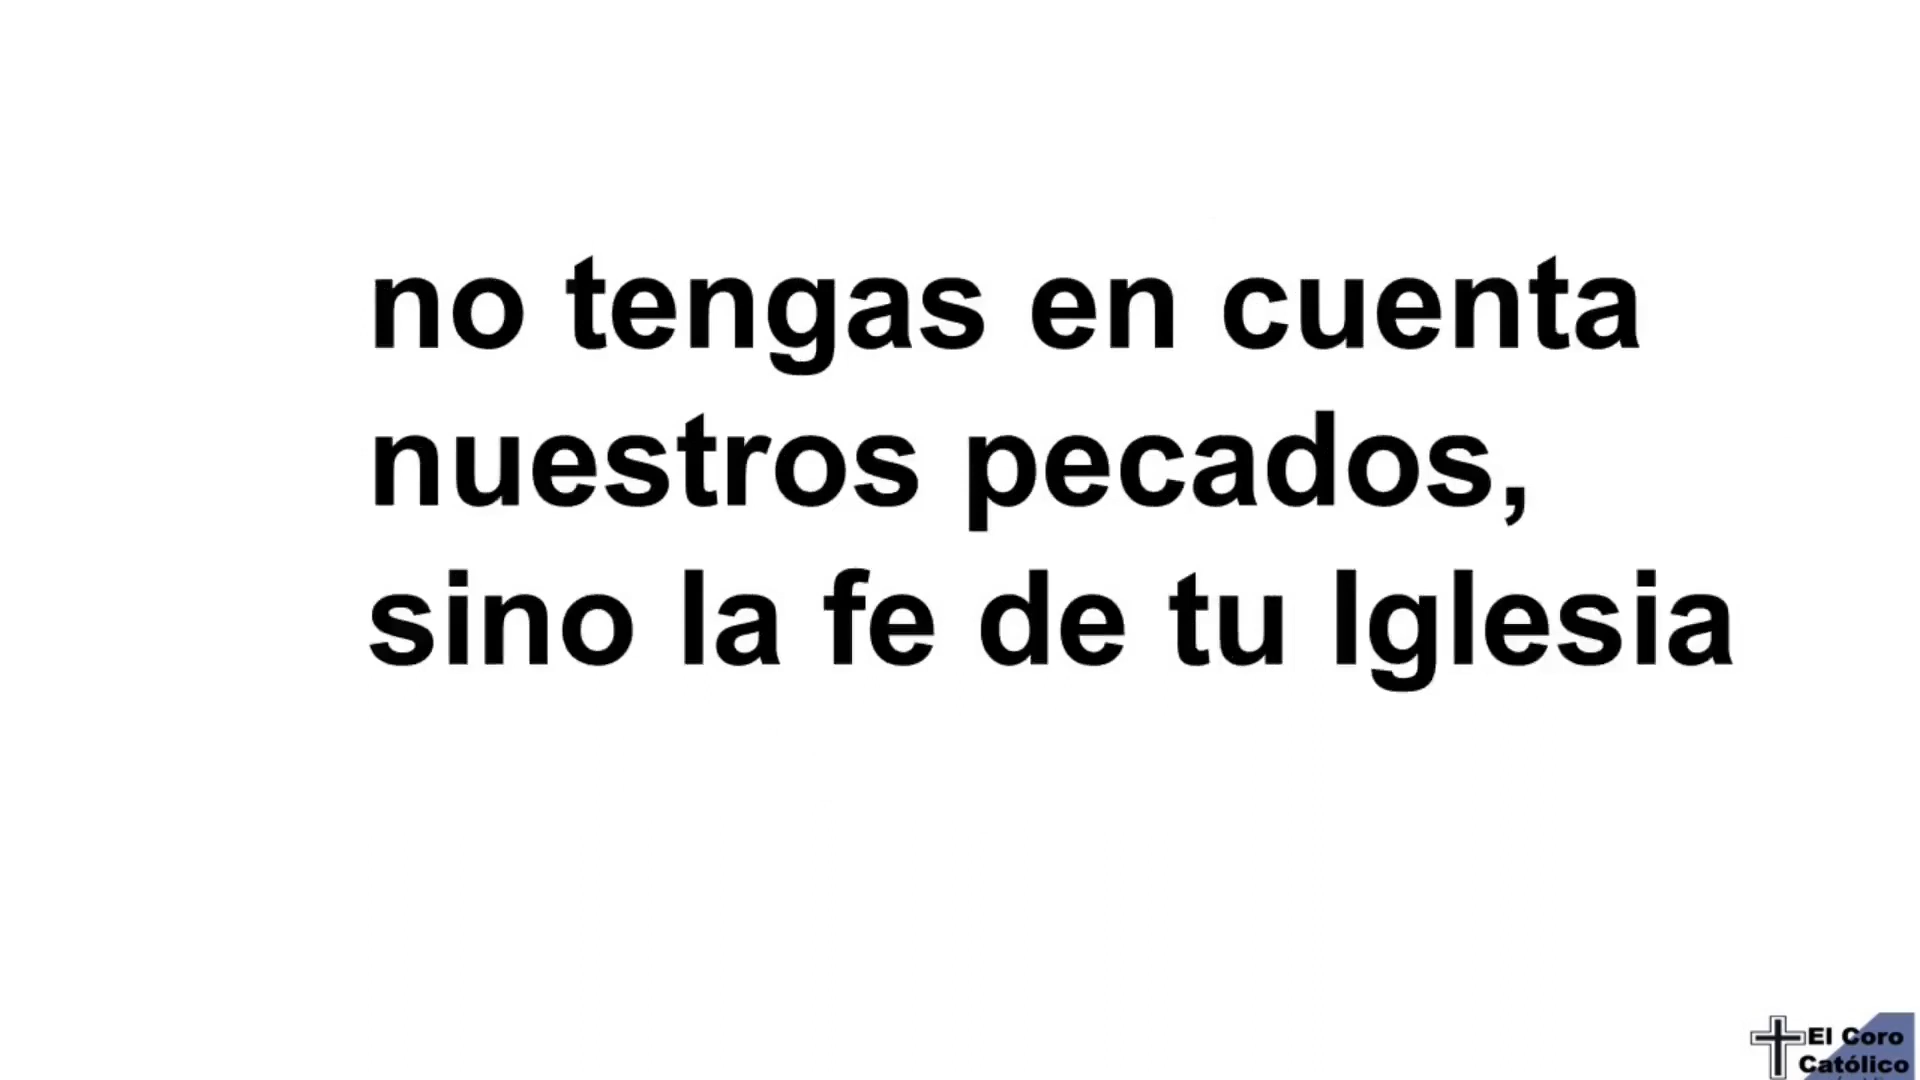 no tengas en cuenta
nuestros pecados,
sino la fe de tu Iglesia
El Coro
Católico